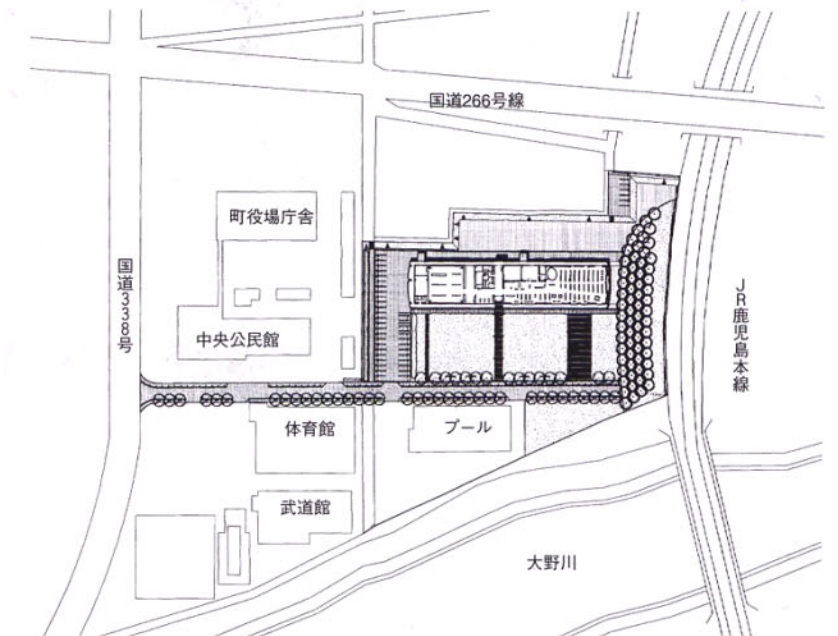 国道266号線
町役場庁舎
国道338号
中央公民館
JR鹿児島本線
体育館
プール
武道館
大野川